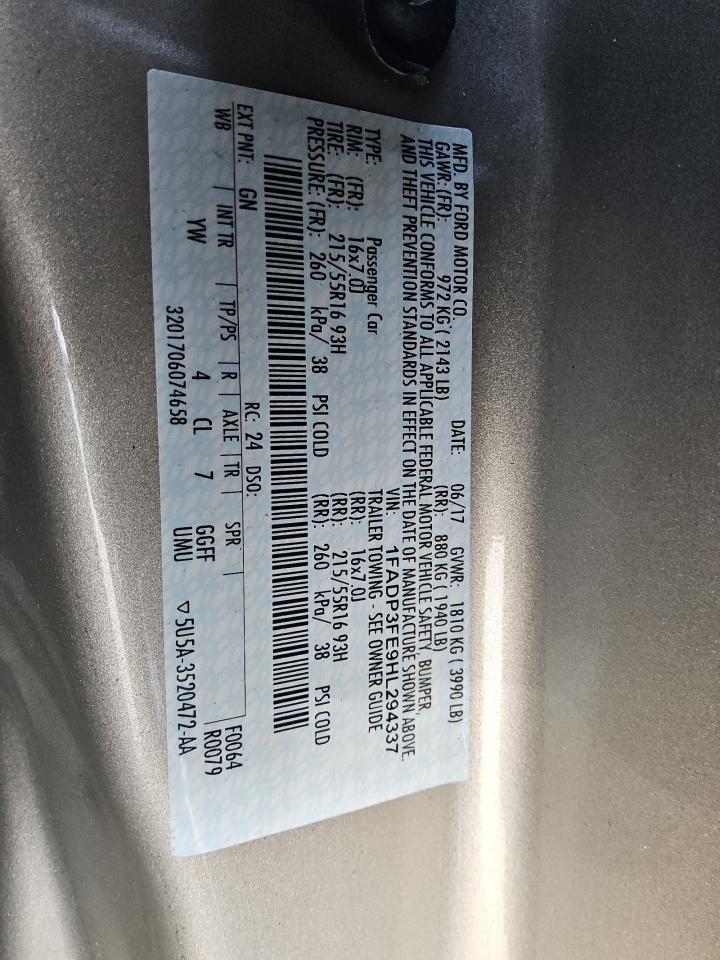 MFD. BY FORD MOTOR CO. DATE: 06/17 GVWR: 1810 KG ( 3990 LB)
GAWR: (FR): 972 KG ( 2143 LB) (RR): 880 KG ( 1940 LB)
THIS VEHICLE CONFORMS TO ALL APPLICABLE FEDERAL MOTOR VEHICLE SAFETY, BUMPER,
AND THEFT PREVENTION STANDARDS IN EFFECT ON THE DATE OF MANUFACTURE SHOWN ABOVE.
VIN: 1FADP3FE9HL294337
TYPE: Passenger Car TRAILER TOWING - SEE OWNER GUIDE
RIM: (FR): 16x7.0J (RR): 16x7.0J
TIRE: (FR): 215/55R16 93H (RR): 215/55R16 93H
PRESSURE: (FR): 260 kPa/ 38 PSI COLD (RR): 260 kPa/ 38 PSI COLD
EXT PNT: GN RC: 24 DSO: F0064
WB | INT TR | TP/PS | R | AXLE | TR | SPR | R0079
YW 4 CL 7 GGFF
UMU
3201706074658 ▽5U5A-3520472-AA